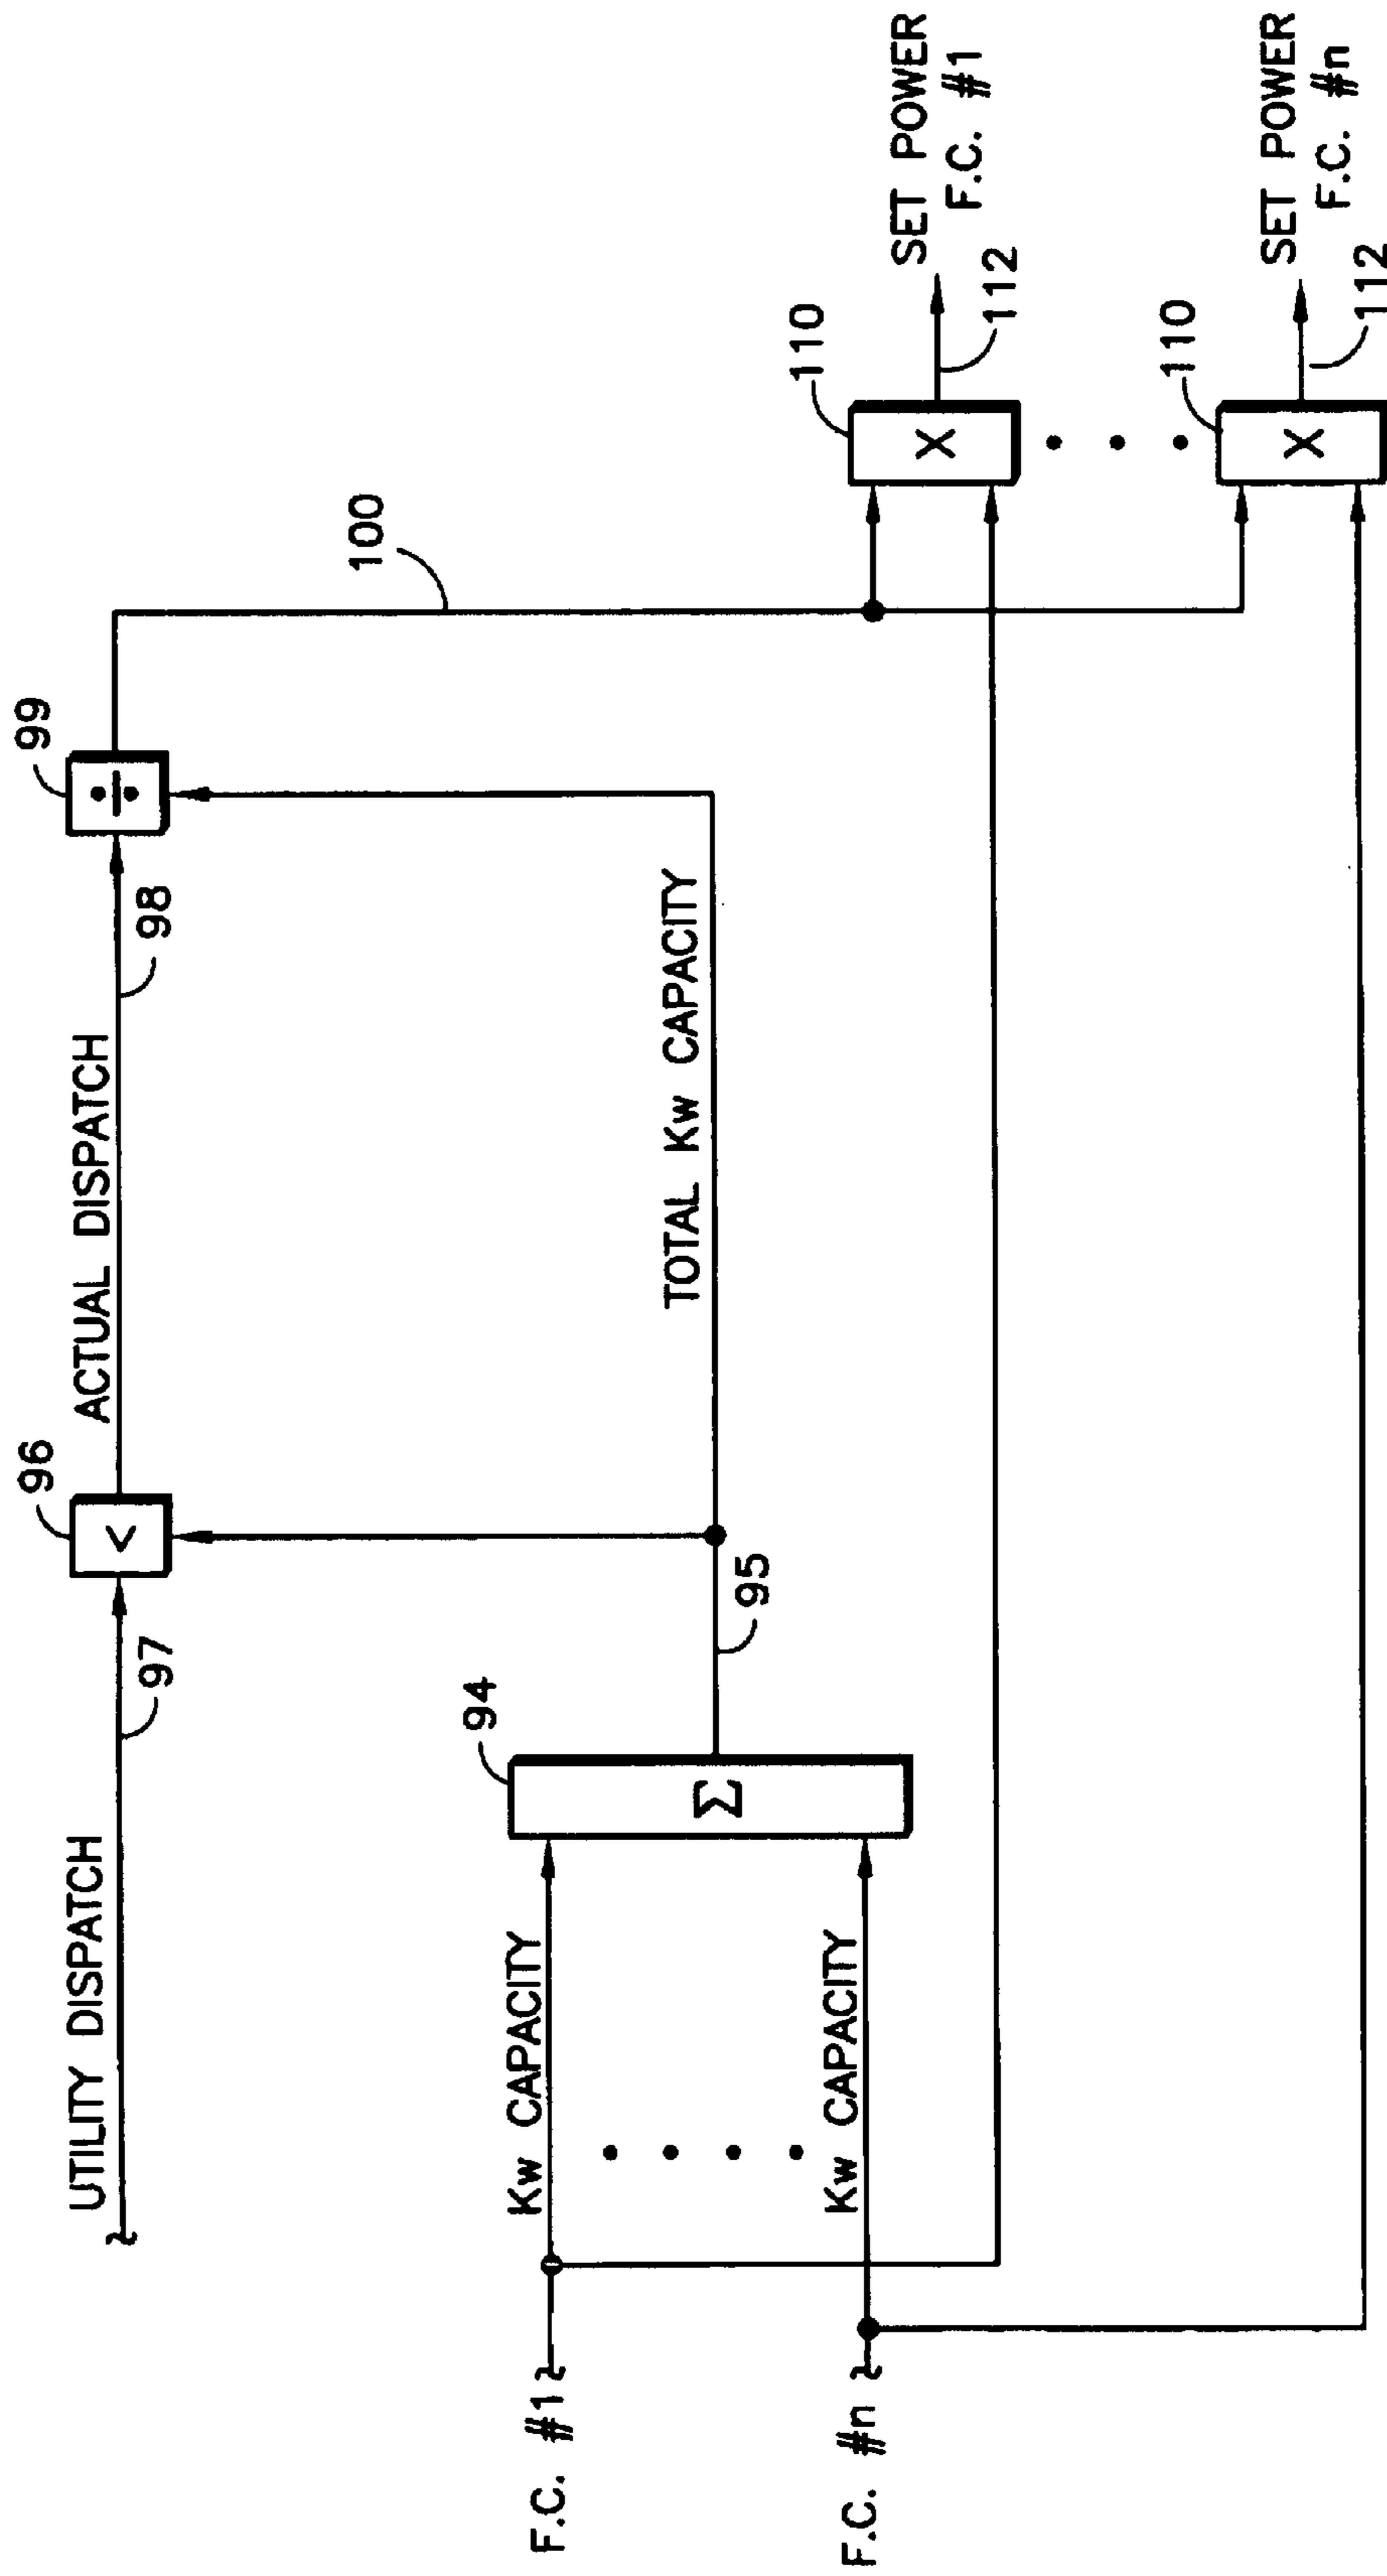 UTILITY DISPATCH
97
96
<
ACTUAL DISPATCH
98
99
÷
100
F.C. #1
Kw CAPACITY
F.C. #n
Kw CAPACITY
94
Σ
95
TOTAL Kw CAPACITY
110
X
112
SET POWER
F.C. #1
110
X
112
SET POWER
F.C. #n